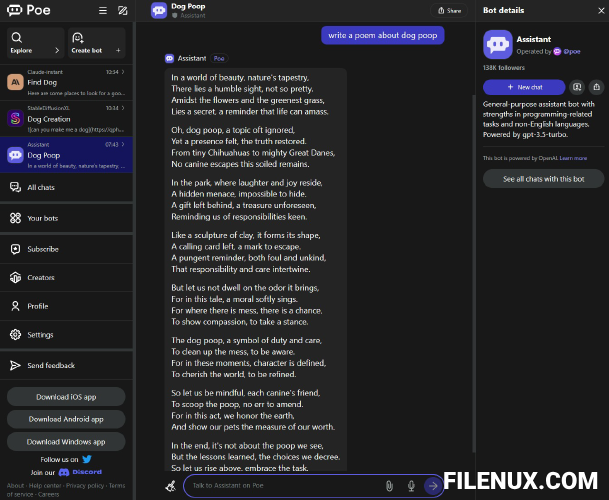 Poe
Explore
Create bot +
Claude-instant 10:34
Find Dog
Here are some places to look for a goo...
StableDiffusionXL 10:34
Dog Creation
![can you make me a dog](https://qph...
Assistant 07:43
Dog Poop
In a world of beauty, nature's tapestry, ...
All chats
Your bots
Subscribe
Creators
Profile
Settings
Send feedback
Download iOS app
Download Android app
Download Windows app
Follow us on
Join our Discord
About · Help center · Privacy policy · Terms
of service · Careers
Dog Poop
Assistant
Share
write a poem about dog poop
Assistant Poe
In a world of beauty, nature's tapestry,
There lies a humble sight, not so pretty.
Amidst the flowers and the greenest grass,
Lies a secret, a reminder that life can amass.
Oh, dog poop, a topic oft ignored,
Yet a presence felt, the truth restored.
From tiny Chihuahuas to mighty Great Danes,
No canine escapes this soiled remains.
In the park, where laughter and joy reside,
A hidden menace, impossible to hide.
A gift left behind, a treasure unforeseen,
Reminding us of responsibilities keen.
Like a sculpture of clay, it forms its shape,
A calling card left, a mark to escape.
A pungent reminder, both foul and unkind,
That responsibility and care intertwine.
But let us not dwell on the odor it brings,
For in this tale, a moral softly sings.
For where there is mess, there is a chance.
To show compassion, to take a stance.
The dog poop, a symbol of duty and care,
To clean up the mess, to be aware.
For in these moments, character is defined,
To cherish the world, to be refined.
So let us be mindful, each canine's friend,
To scoop the poop, no err to amend.
For in this act, we honor the earth,
And show our pets the measure of our worth.
In the end, it's not about the poop we see,
But the lessons learned, the choices we decree.
So let us rise above, embrace the task,
Talk to Assistant on Poe
Bot details
Assistant
Operated by @poe
138K followers
+ New chat
General-purpose assistant bot with
strengths in programming-related
tasks and non-English languages.
Powered by gpt-3.5-turbo.
This bot is powered by OpenAI. Learn more
See all chats with this bot
FILENUX.COM